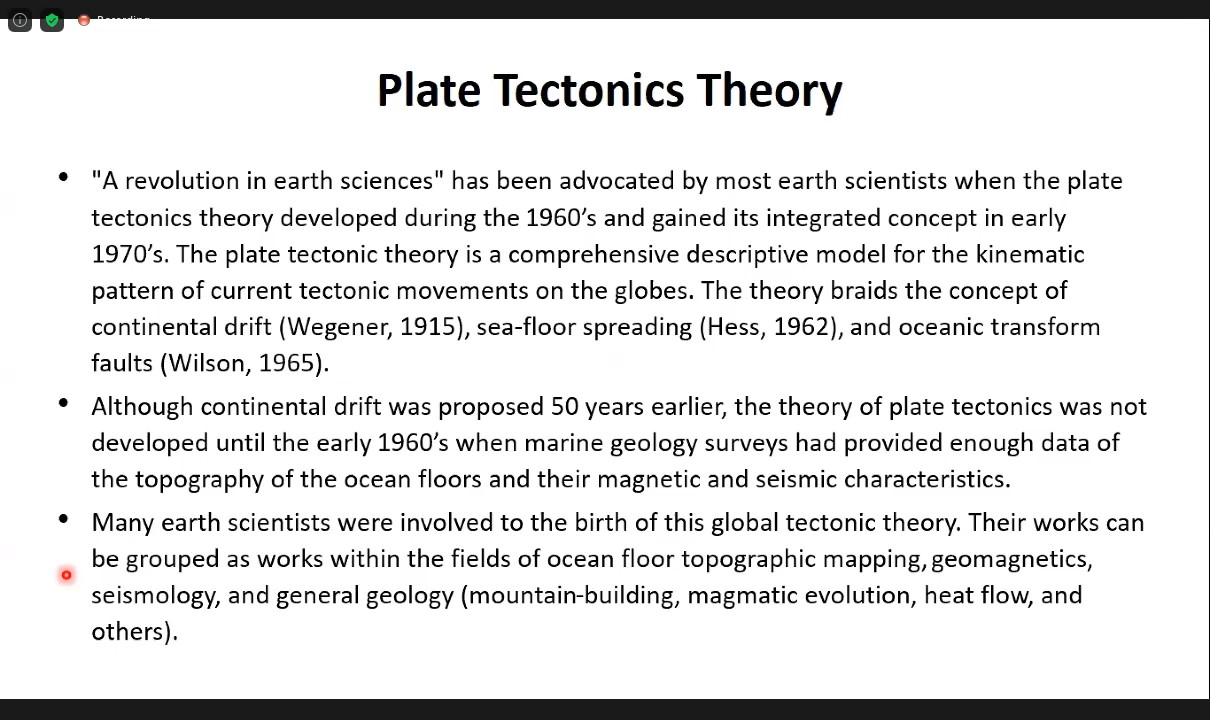 Recording
Plate Tectonics Theory
• "A revolution in earth sciences" has been advocated by most earth scientists when the plate
tectonics theory developed during the 1960’s and gained its integrated concept in early
1970’s. The plate tectonic theory is a comprehensive descriptive model for the kinematic
pattern of current tectonic movements on the globes. The theory braids the concept of
continental drift (Wegener, 1915), sea-floor spreading (Hess, 1962), and oceanic transform
faults (Wilson, 1965).
• Although continental drift was proposed 50 years earlier, the theory of plate tectonics was not
developed until the early 1960’s when marine geology surveys had provided enough data of
the topography of the ocean floors and their magnetic and seismic characteristics.
• Many earth scientists were involved to the birth of this global tectonic theory. Their works can
be grouped as works within the fields of ocean floor topographic mapping, geomagnetics,
seismology, and general geology (mountain-building, magmatic evolution, heat flow, and
others).